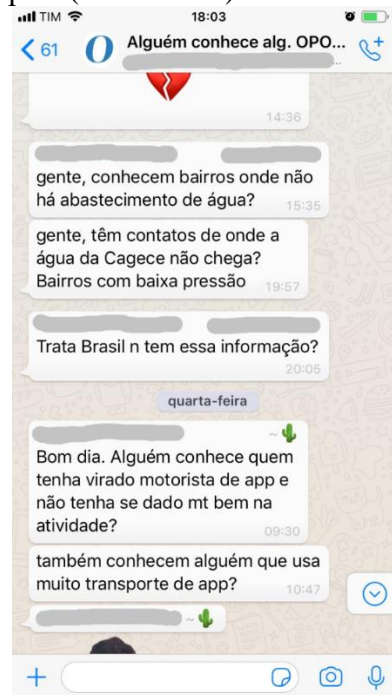 TIM 18:03
61 Alguém conhece alg. OPO...
14:36
gente, conhecem bairros onde não
há abastecimento de água? 15:35
gente, têm contatos de onde a
água da Cagece não chega?
Bairros com baixa pressão 19:57
Trata Brasil n tem essa informação?
20:05
quarta-feira
~🌵
Bom dia. Alguém conhece quem
tenha virado motorista de app e
não tenha se dado mt bem na
atividade? 09:30
também conhecem alguém que usa
muito transporte de app? 10:47
~🌵